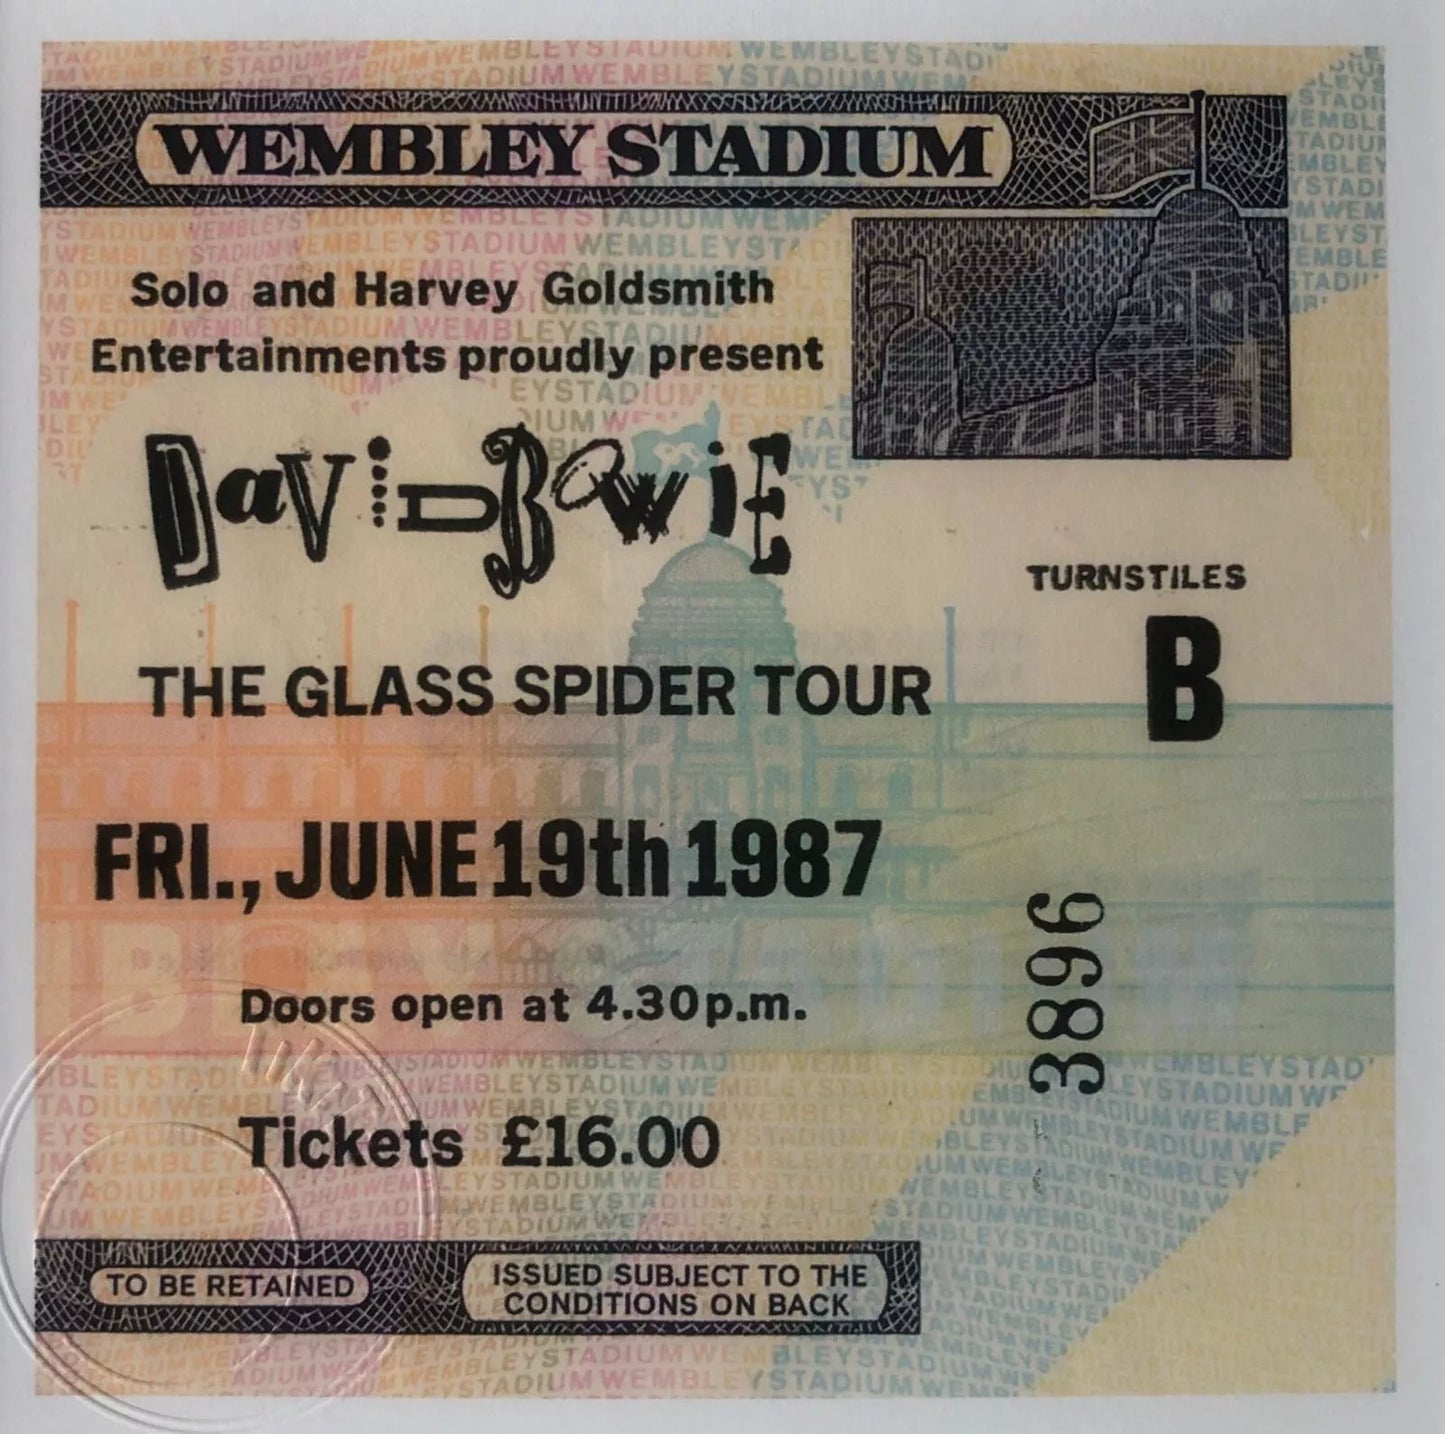 WEMBLEY STADIUM
Solo and Harvey Goldsmith
Entertainments proudly present
DaViD BowiE
TURNSTILES
B
THE GLASS SPIDER TOUR
FRI., JUNE 19th 1987
3896
Doors open at 4.30p.m.
Tickets £16.00
TO BE RETAINED
ISSUED SUBJECT TO THE
CONDITIONS ON BACK